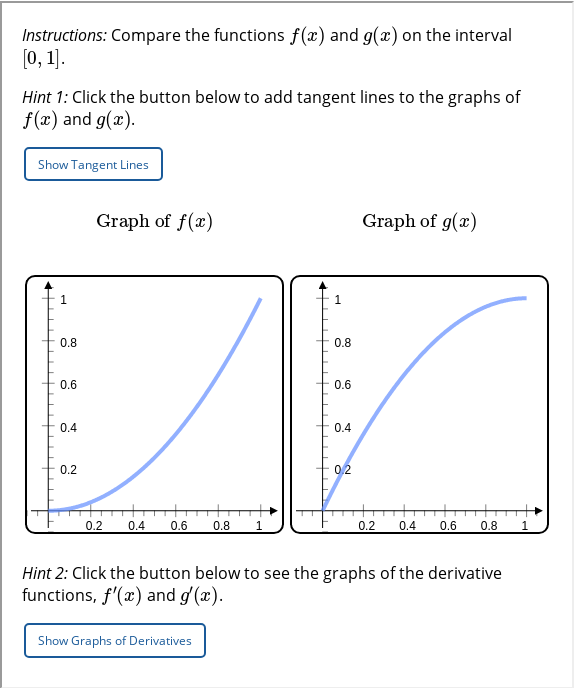 Instructions: Compare the functions f(x) and g(x) on the interval
[0, 1].
Hint 1: Click the button below to add tangent lines to the graphs of
f(x) and g(x).
Show Tangent Lines
Graph of f(x)
Graph of g(x)
1
0.8
0.6
0.4
0.2
0.2 0.4 0.6 0.8 1
1
0.8
0.6
0.4
0.2
0.2 0.4 0.6 0.8 1
Hint 2: Click the button below to see the graphs of the derivative
functions, f′(x) and g′(x).
Show Graphs of Derivatives